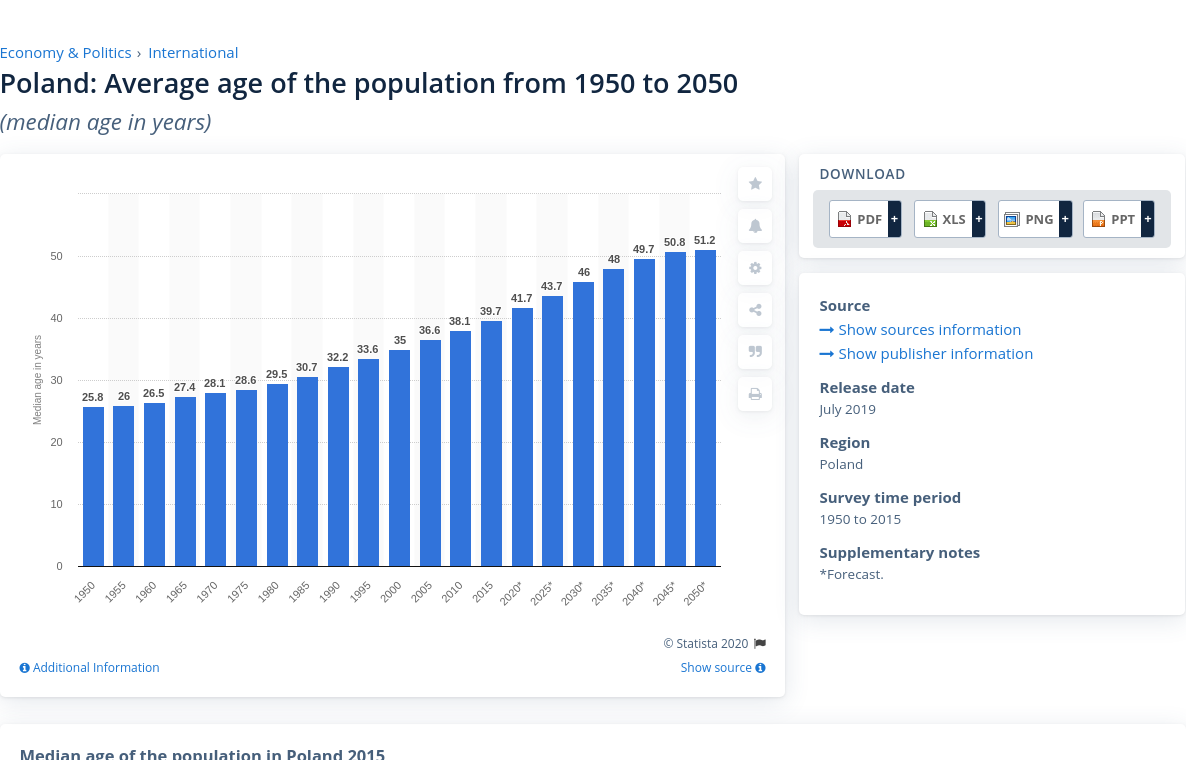 Economy & Politics › International
Poland: Average age of the population from 1950 to 2050
(median age in years)
DOWNLOAD
PDF + XLS + PNG + PPT +
Source
Show sources information
Show publisher information
Release date
July 2019
Region
Poland
Survey time period
1950 to 2015
Supplementary notes
*Forecast.
Median age in years
50
40
30
20
10
0
25.8 26 26.5 27.4 28.1 28.6 29.5 30.7 32.2 33.6 35 36.6 38.1 39.7 41.7 43.7 46 48 49.7 50.8 51.2
1950 1955 1960 1965 1970 1975 1980 1985 1990 1995 2000 2005 2010 2015 2020* 2025* 2030* 2035* 2040* 2045* 2050*
© Statista 2020
Additional Information
Show source
Median age of the population in Poland 2015